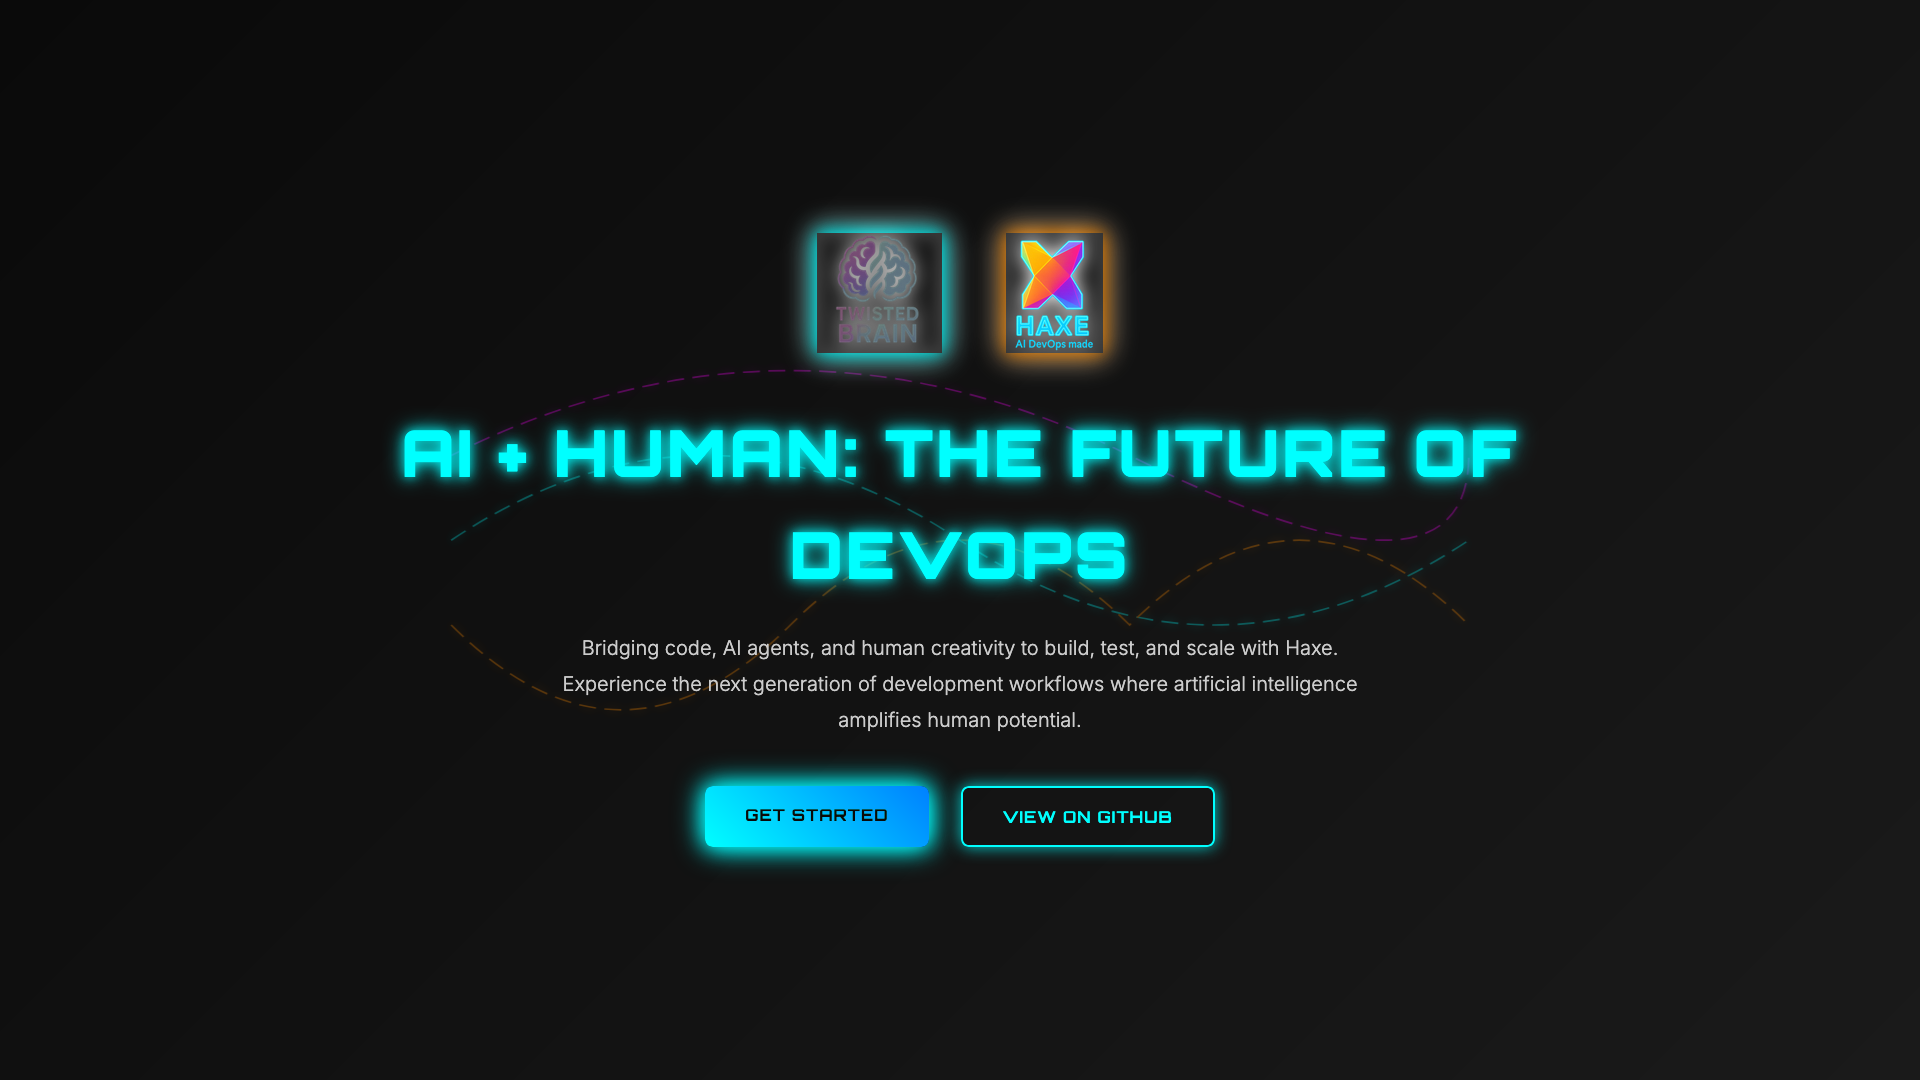 TWISTED
BRAIN
HAXE
AI DevOps made
AI + HUMAN: THE FUTURE OF
DEVOPS
Bridging code, AI agents, and human creativity to build, test, and scale with Haxe.
Experience the next generation of development workflows where artificial intelligence
amplifies human potential.
GET STARTED
VIEW ON GITHUB